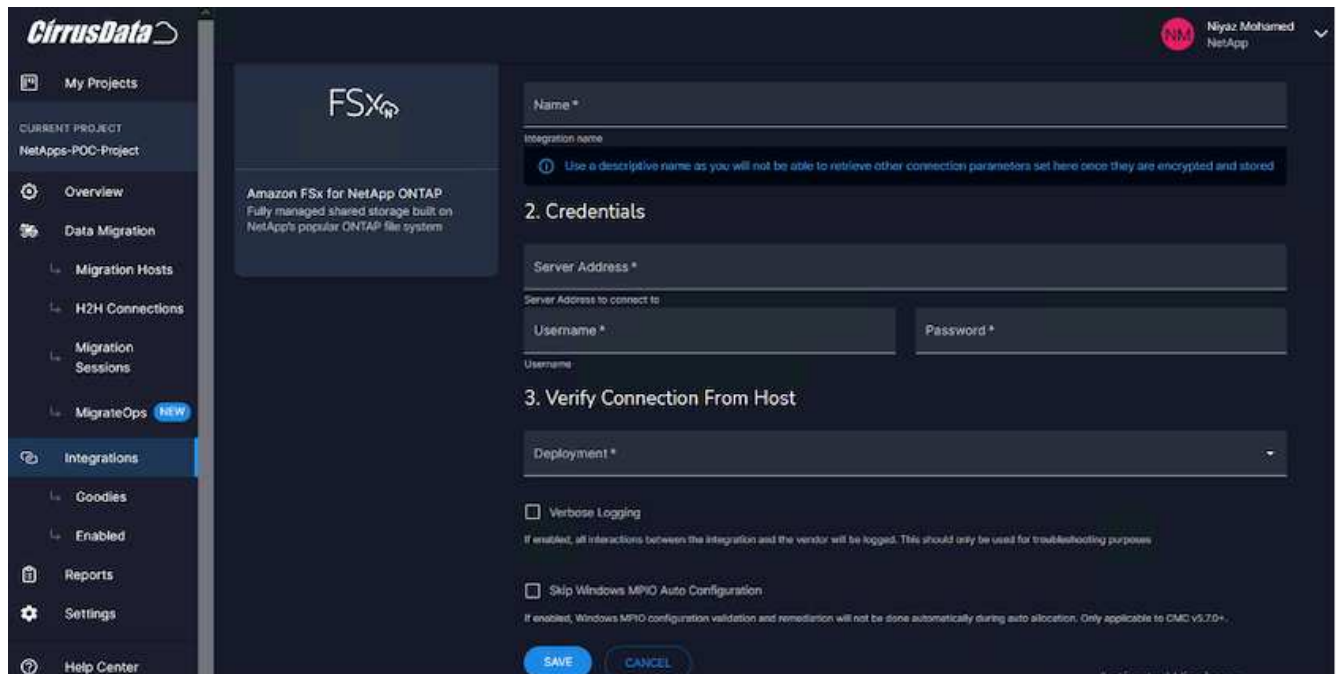 CirrusData
Niyaz Mohamed
NM
NetApp
My Projects
CURRENT PROJECT
NetApps-POC-Project
Overview
Data Migration
Migration Hosts
H2H Connections
Migration
Sessions
MigrateOps NEW
Integrations
Goodies
Enabled
Reports
Settings
Help Center
FSx
N
Amazon FSx for NetApp ONTAP
Fully managed shared storage built on
NetApp's popular ONTAP file system
Name *
Integration name
Use a descriptive name as you will not be able to retrieve other connection parameters set here once they are encrypted and stored
2. Credentials
Server Address *
Server Address to connect to
Username * Password *
Username
3. Verify Connection From Host
Deployment *
Verbose Logging
If enabled, all interactions between the integration and the vendor will be logged. This should only be used for troubleshooting purposes
Skip Windows MPIO Auto Configuration
If enabled, Windows MPIO configuration validation and remediation will not be done automatically during auto allocation. Only applicable to CMC v5.7.0+.
SAVE CANCEL